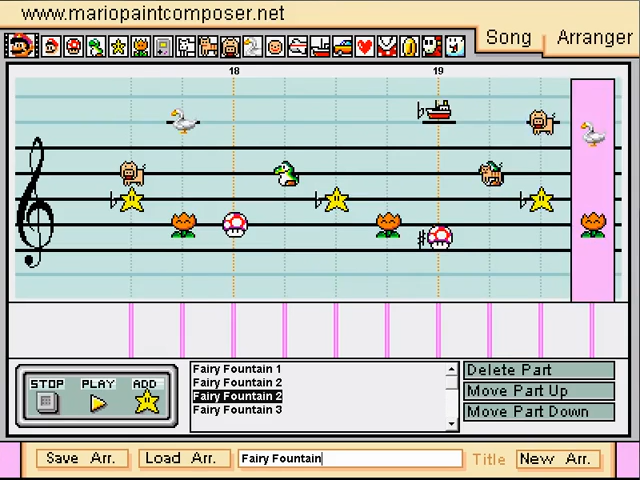 www.mariopaintcomposer.net
Song
Arranger
18
19
STOP
PLAY
ADD
Fairy Fountain 1
Fairy Fountain 2
Fairy Fountain 2
Fairy Fountain 3
Delete Part
Move Part Up
Move Part Down
Save Arr.
Load Arr.
Fairy Fountain
Title
New Arr.